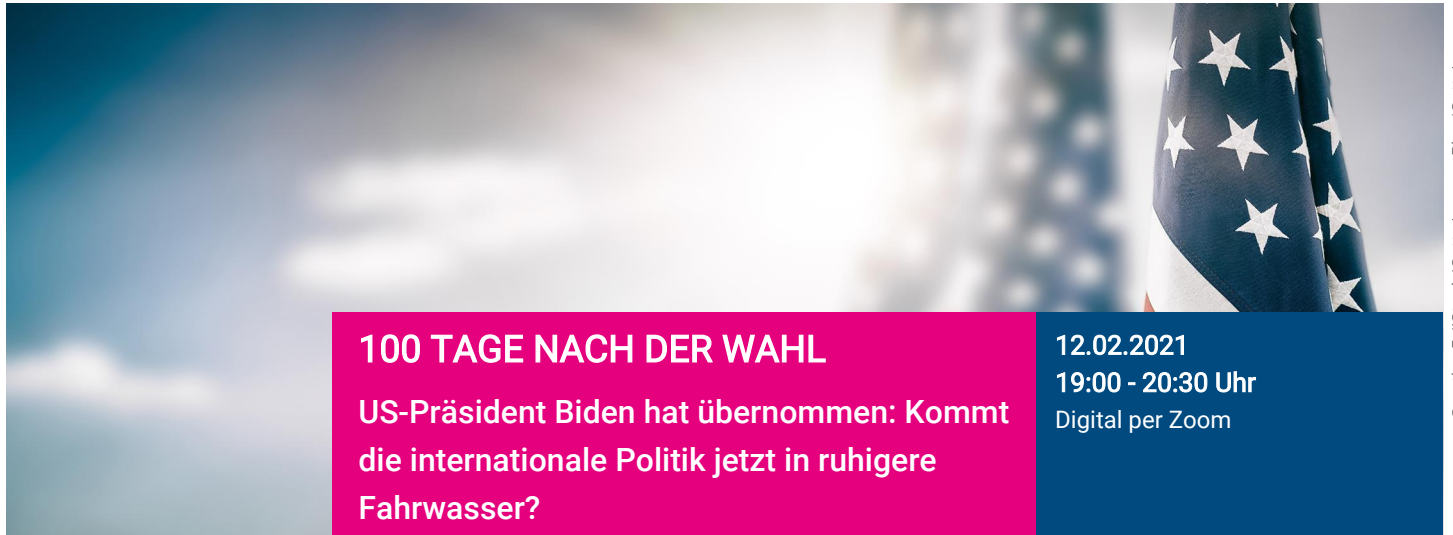 100 TAGE NACH DER WAHL
US-Präsident Biden hat übernommen: Kommt
die internationale Politik jetzt in ruhigere
Fahrwasser?
12.02.2021
19:00 - 20:30 Uhr
Digital per Zoom